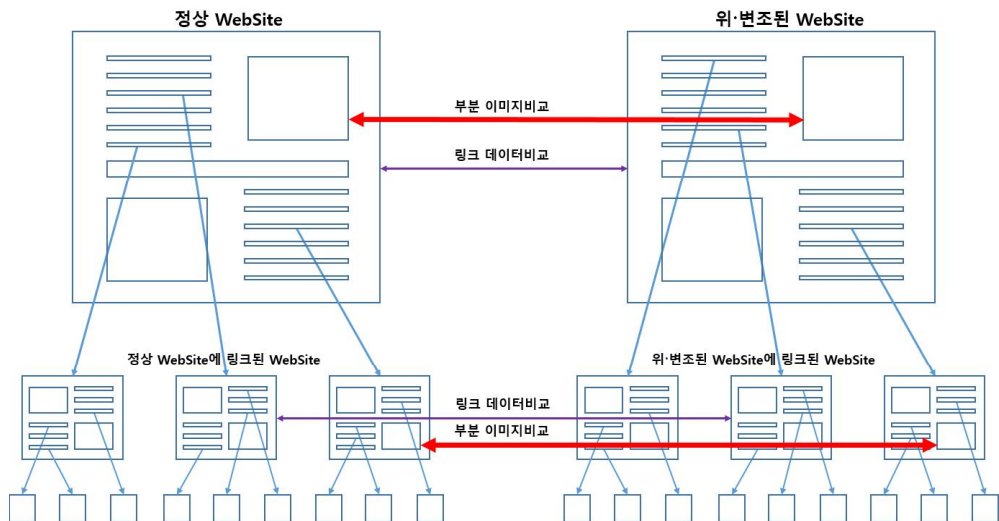 정상 WebSite
위·변조된 WebSite
부분 이미지비교
링크 데이터비교
정상 WebSite에 링크된 WebSite
위·변조된 WebSite에 링크된 WebSite
링크 데이터비교
부분 이미지비교